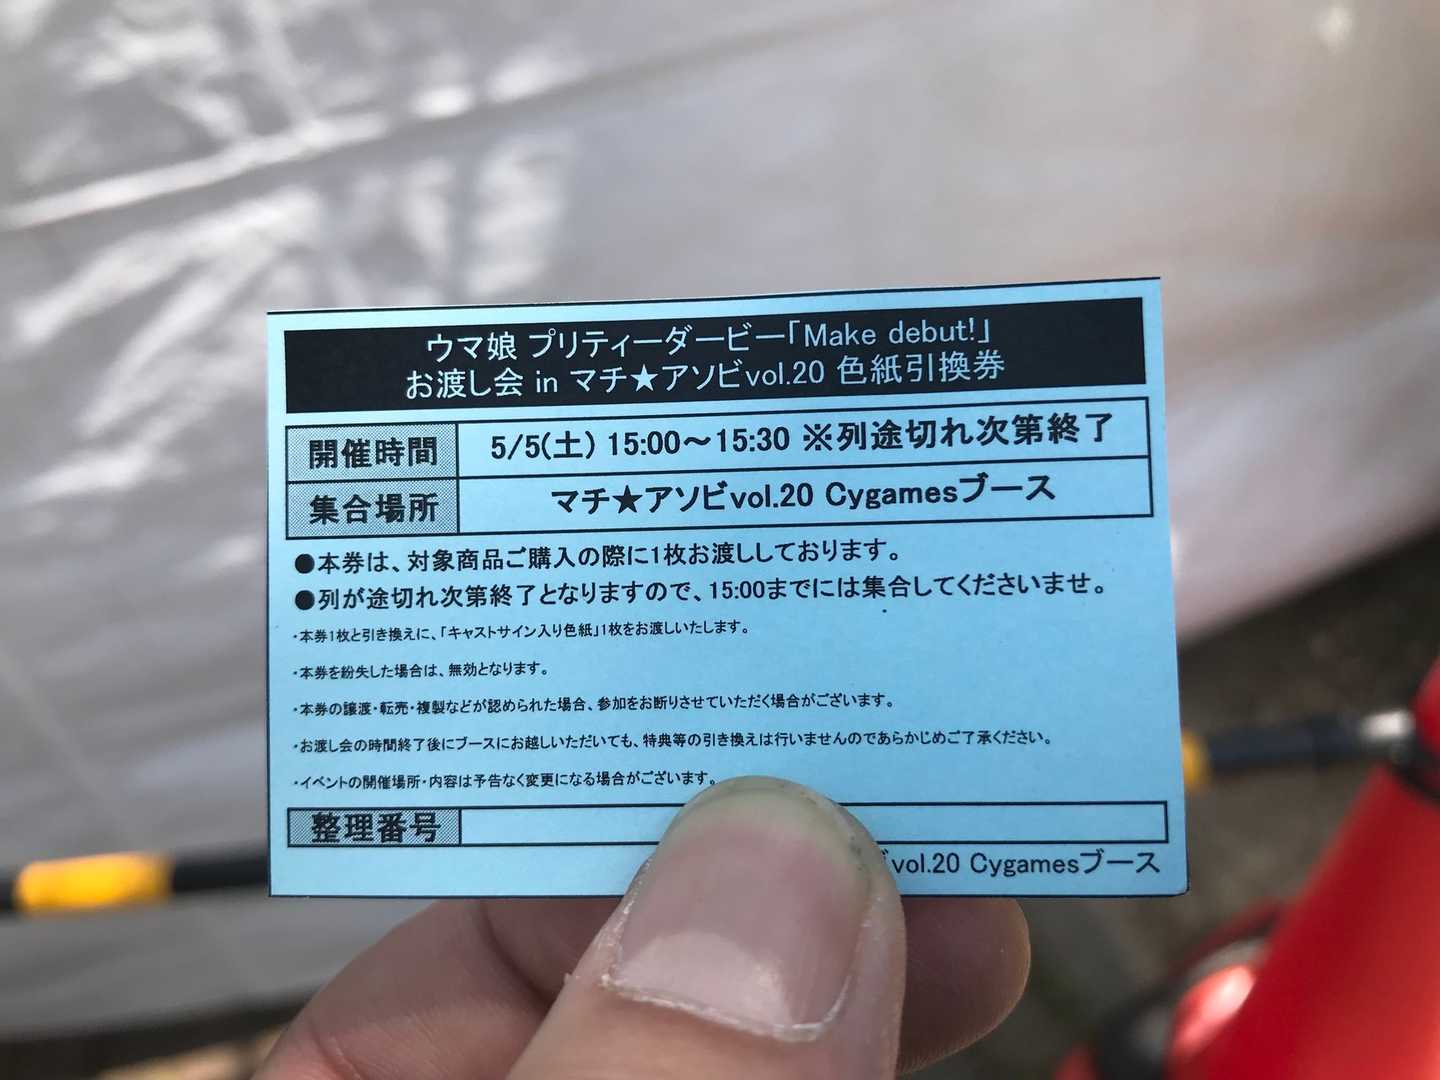 ウマ娘 プリティーダービー「Make debut!」
お渡し会 in マチ★アソビvol.20 色紙引換券
開催時間 5/5(土) 15:00～15:30 ※列途切れ次第終了
集合場所 マチ★アソビvol.20 Cygamesブース
●本券は、対象商品ご購入の際に1枚お渡ししております。
●列が途切れ次第終了となりますので、15:00までには集合してくださいませ。
・本券1枚と引き換えに、「キャストサイン入り色紙」1枚をお渡しいたします。
・本券を紛失した場合は、無効となります。
・本券の譲渡・転売・複製などが認められた場合、参加をお断りさせていただく場合がございます。
・お渡し会の時間終了後にブースにお越しいただいても、特典等の引き換えは行いませんのであらかじめご了承ください。
・イベントの開催場所・内容は予告なく変更になる場合がございます。
整理番号
vol.20 Cygamesブース